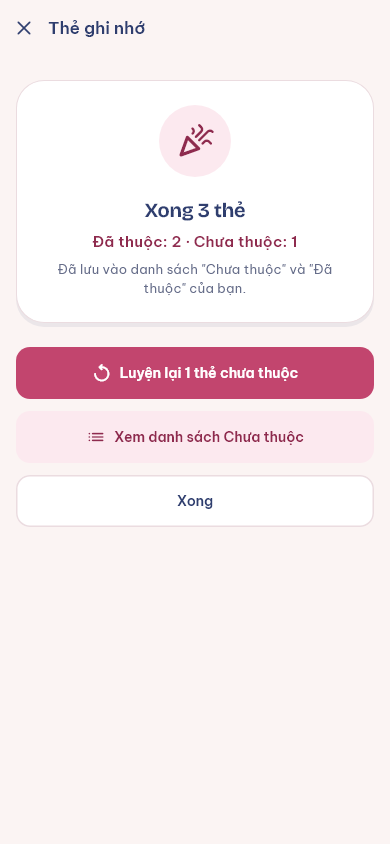 Thẻ ghi nhớ
Xong 3 thẻ
Đã thuộc: 2 · Chưa thuộc: 1
Đã lưu vào danh sách "Chưa thuộc" và "Đã
thuộc" của bạn.
Luyện lại 1 thẻ chưa thuộc
Xem danh sách Chưa thuộc
Xong